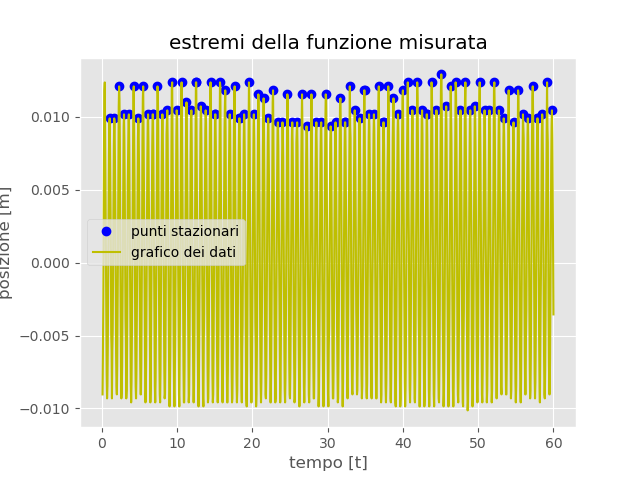 estremi della funzione misurata
posizione [m]
0.010
0.005
0.000
−0.005
−0.010
punti stazionari
grafico dei dati
0 10 20 30 40 50 60
tempo [t]